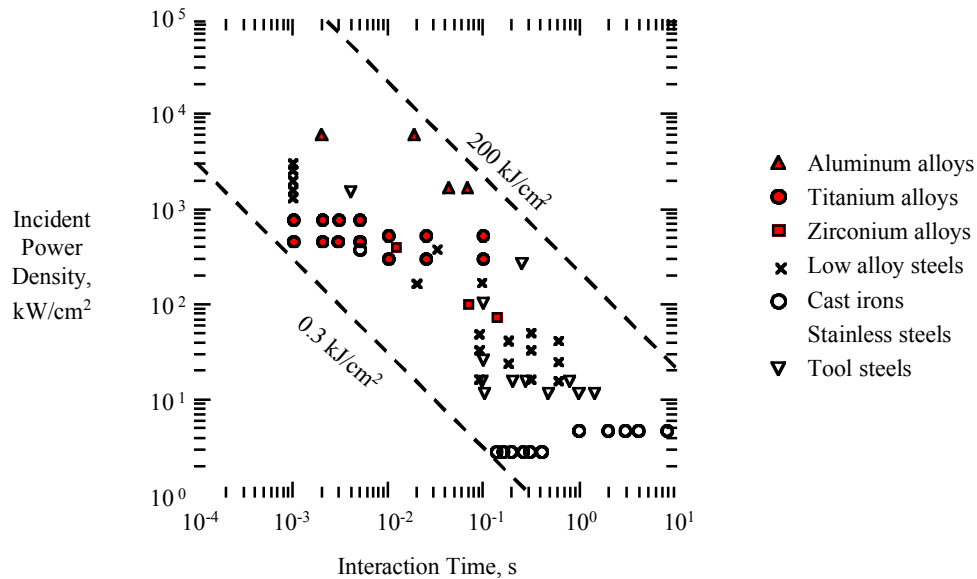 10^5
10^4
10^3
10^2
10^1
10^0
Incident
Power
Density,
kW/cm^2
200 kJ/cm^2
0.3 kJ/cm^2
10^-4
10^-3
10^-2
10^-1
10^0
10^1
Interaction Time, s
Aluminum alloys
Titanium alloys
Zirconium alloys
Low alloy steels
Cast irons
Stainless steels
Tool steels